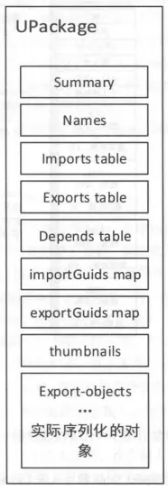 UPackage
Summary
Names
Imports table
Exports table
Depends table
importGuids map
exportGuids map
thumbnails
Export-objects
...
实际序列化的对
象